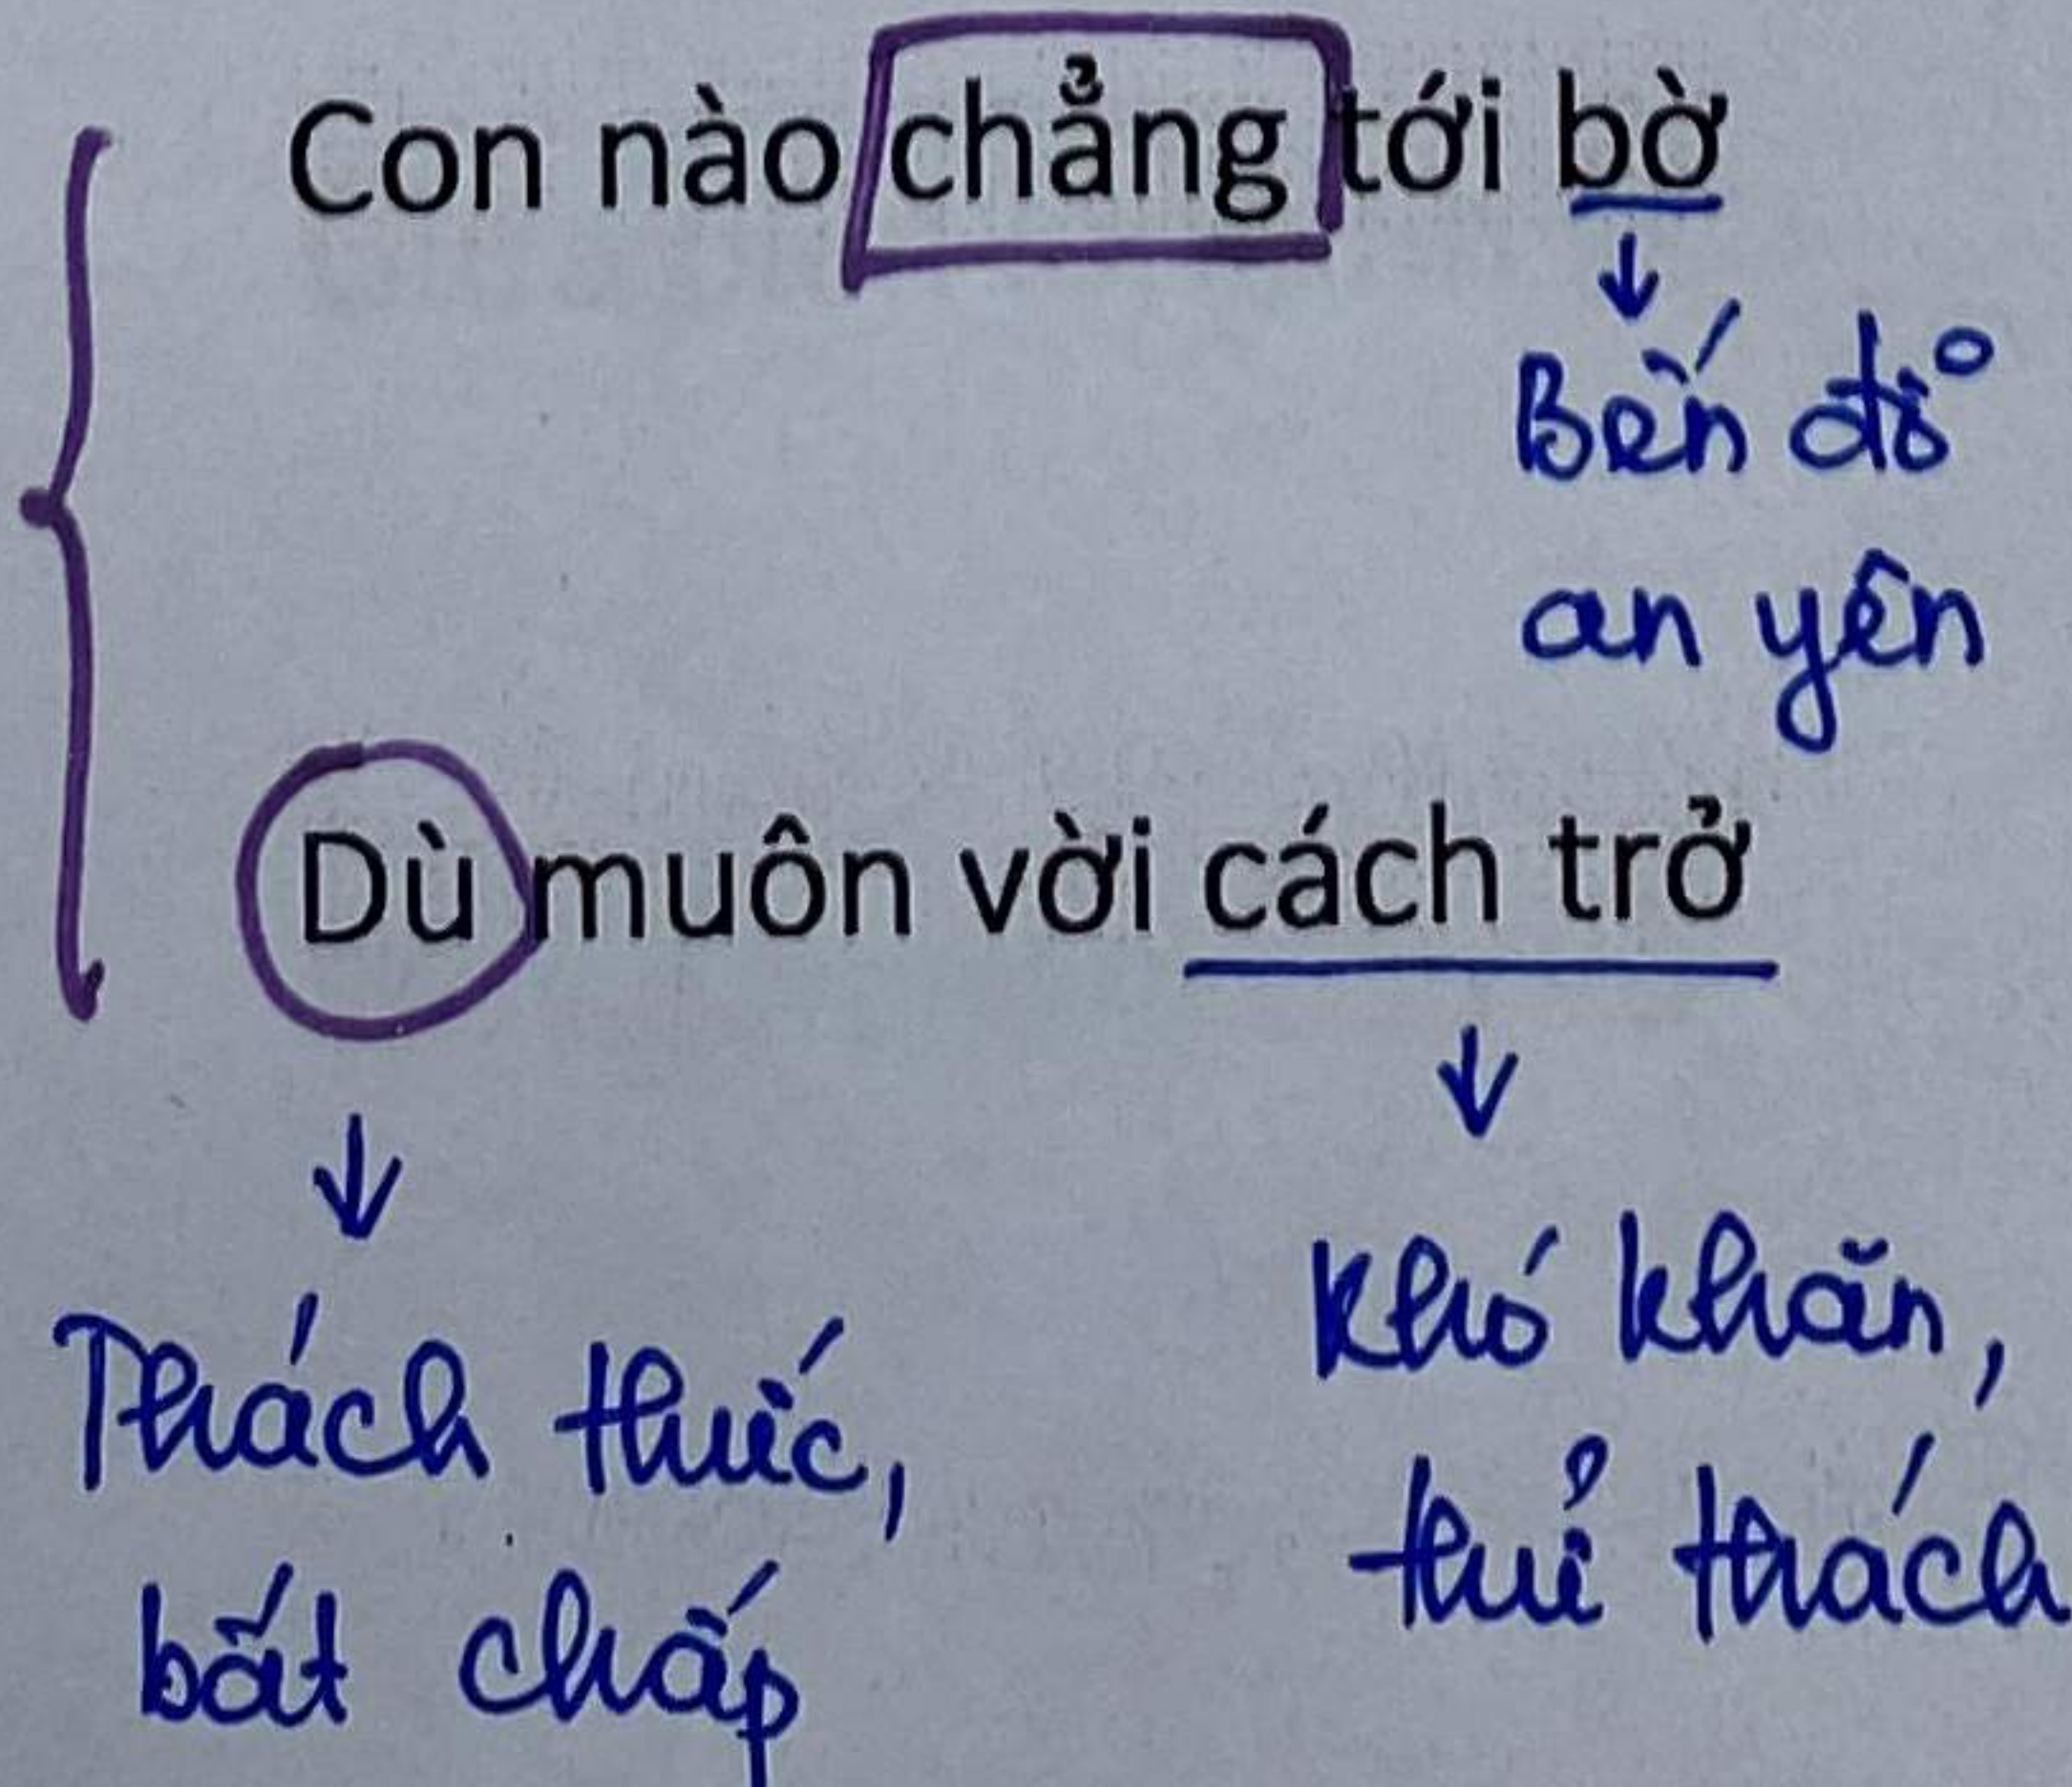 Con nào chẳng tới bờ
Bến đỗ
an yên
Dù muôn vời cách trở
Thách thức,
bất chấp
Khó khăn,
thử thách